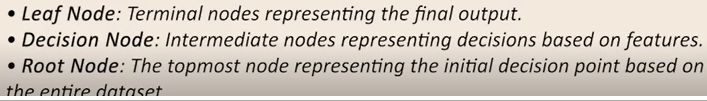 • Leaf Node: Terminal nodes representing the final output.
• Decision Node: Intermediate nodes representing decisions based on features.
• Root Node: The topmost node representing the initial decision point based on
the entire dataset